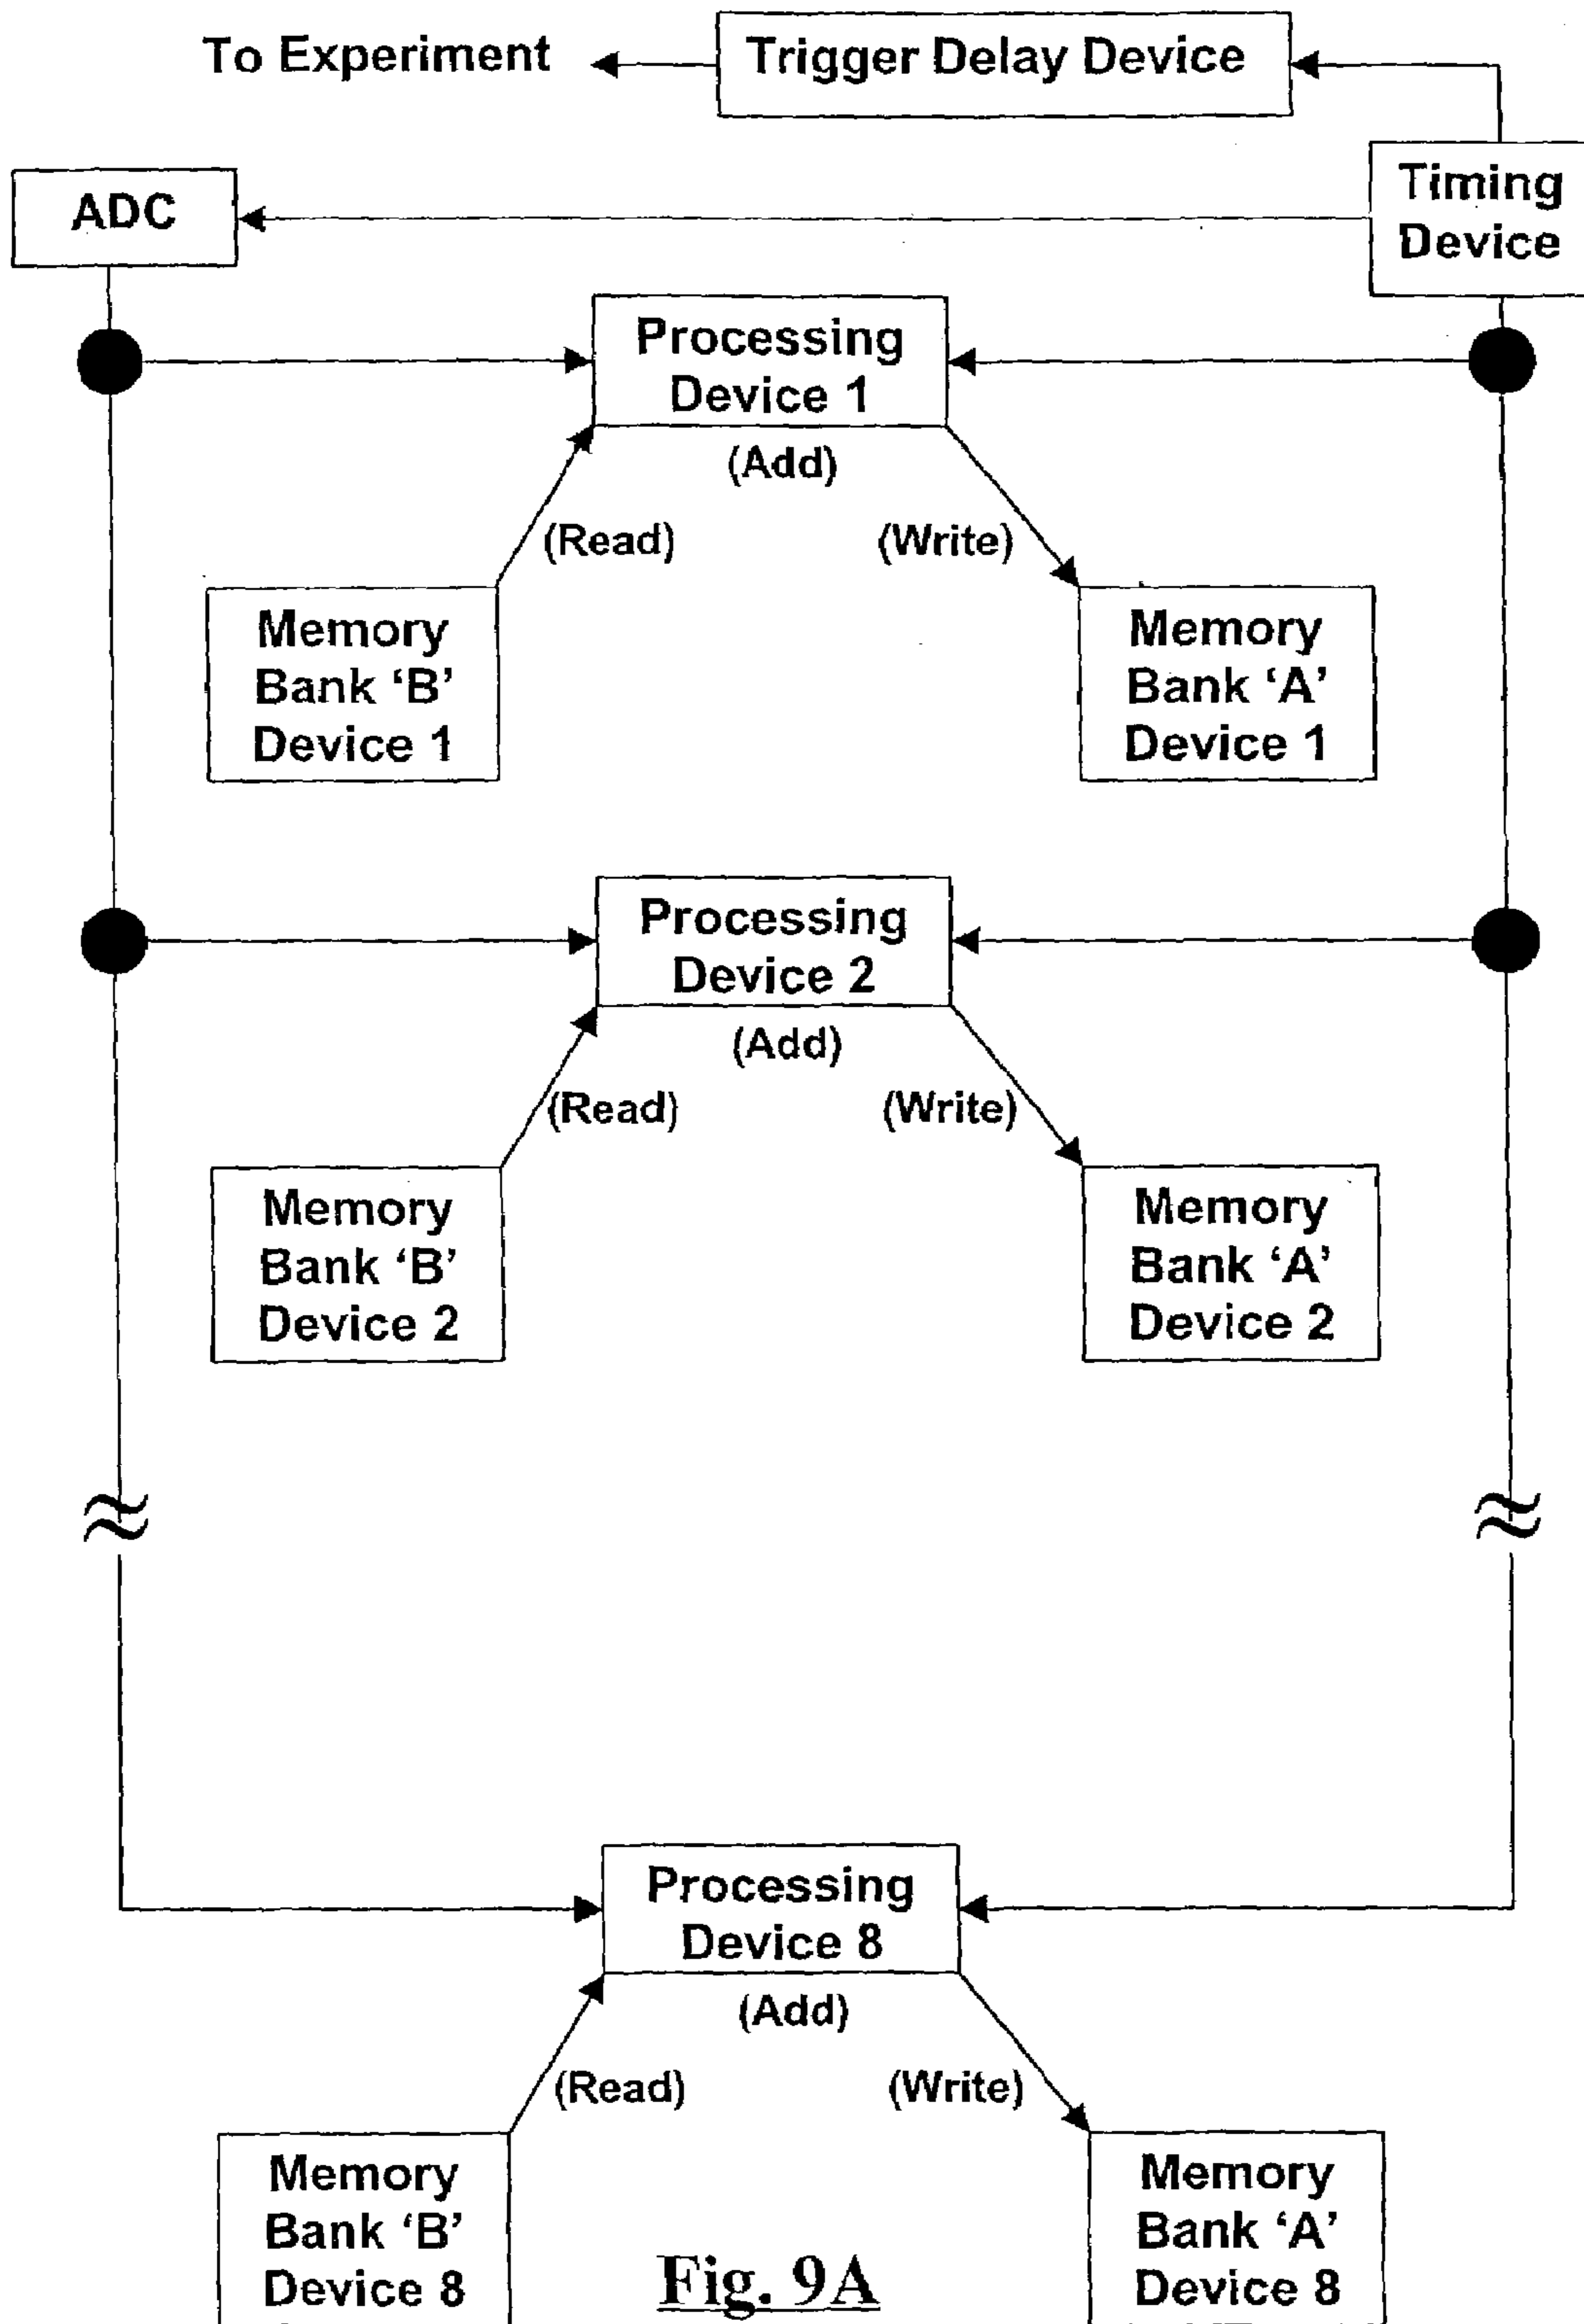 To Experiment
Trigger Delay Device
ADC
Timing
Device
Processing
Device 1
(Add)
(Read)
(Write)
Memory
Bank ‘B’
Device 1
Memory
Bank ‘A’
Device 1
Processing
Device 2
(Add)
(Read)
(Write)
Memory
Bank ‘B’
Device 2
Memory
Bank ‘A’
Device 2
Processing
Device 8
(Add)
(Read)
(Write)
Memory
Bank ‘B’
Device 8
Memory
Bank ‘A’
Device 8
Fig. 9A